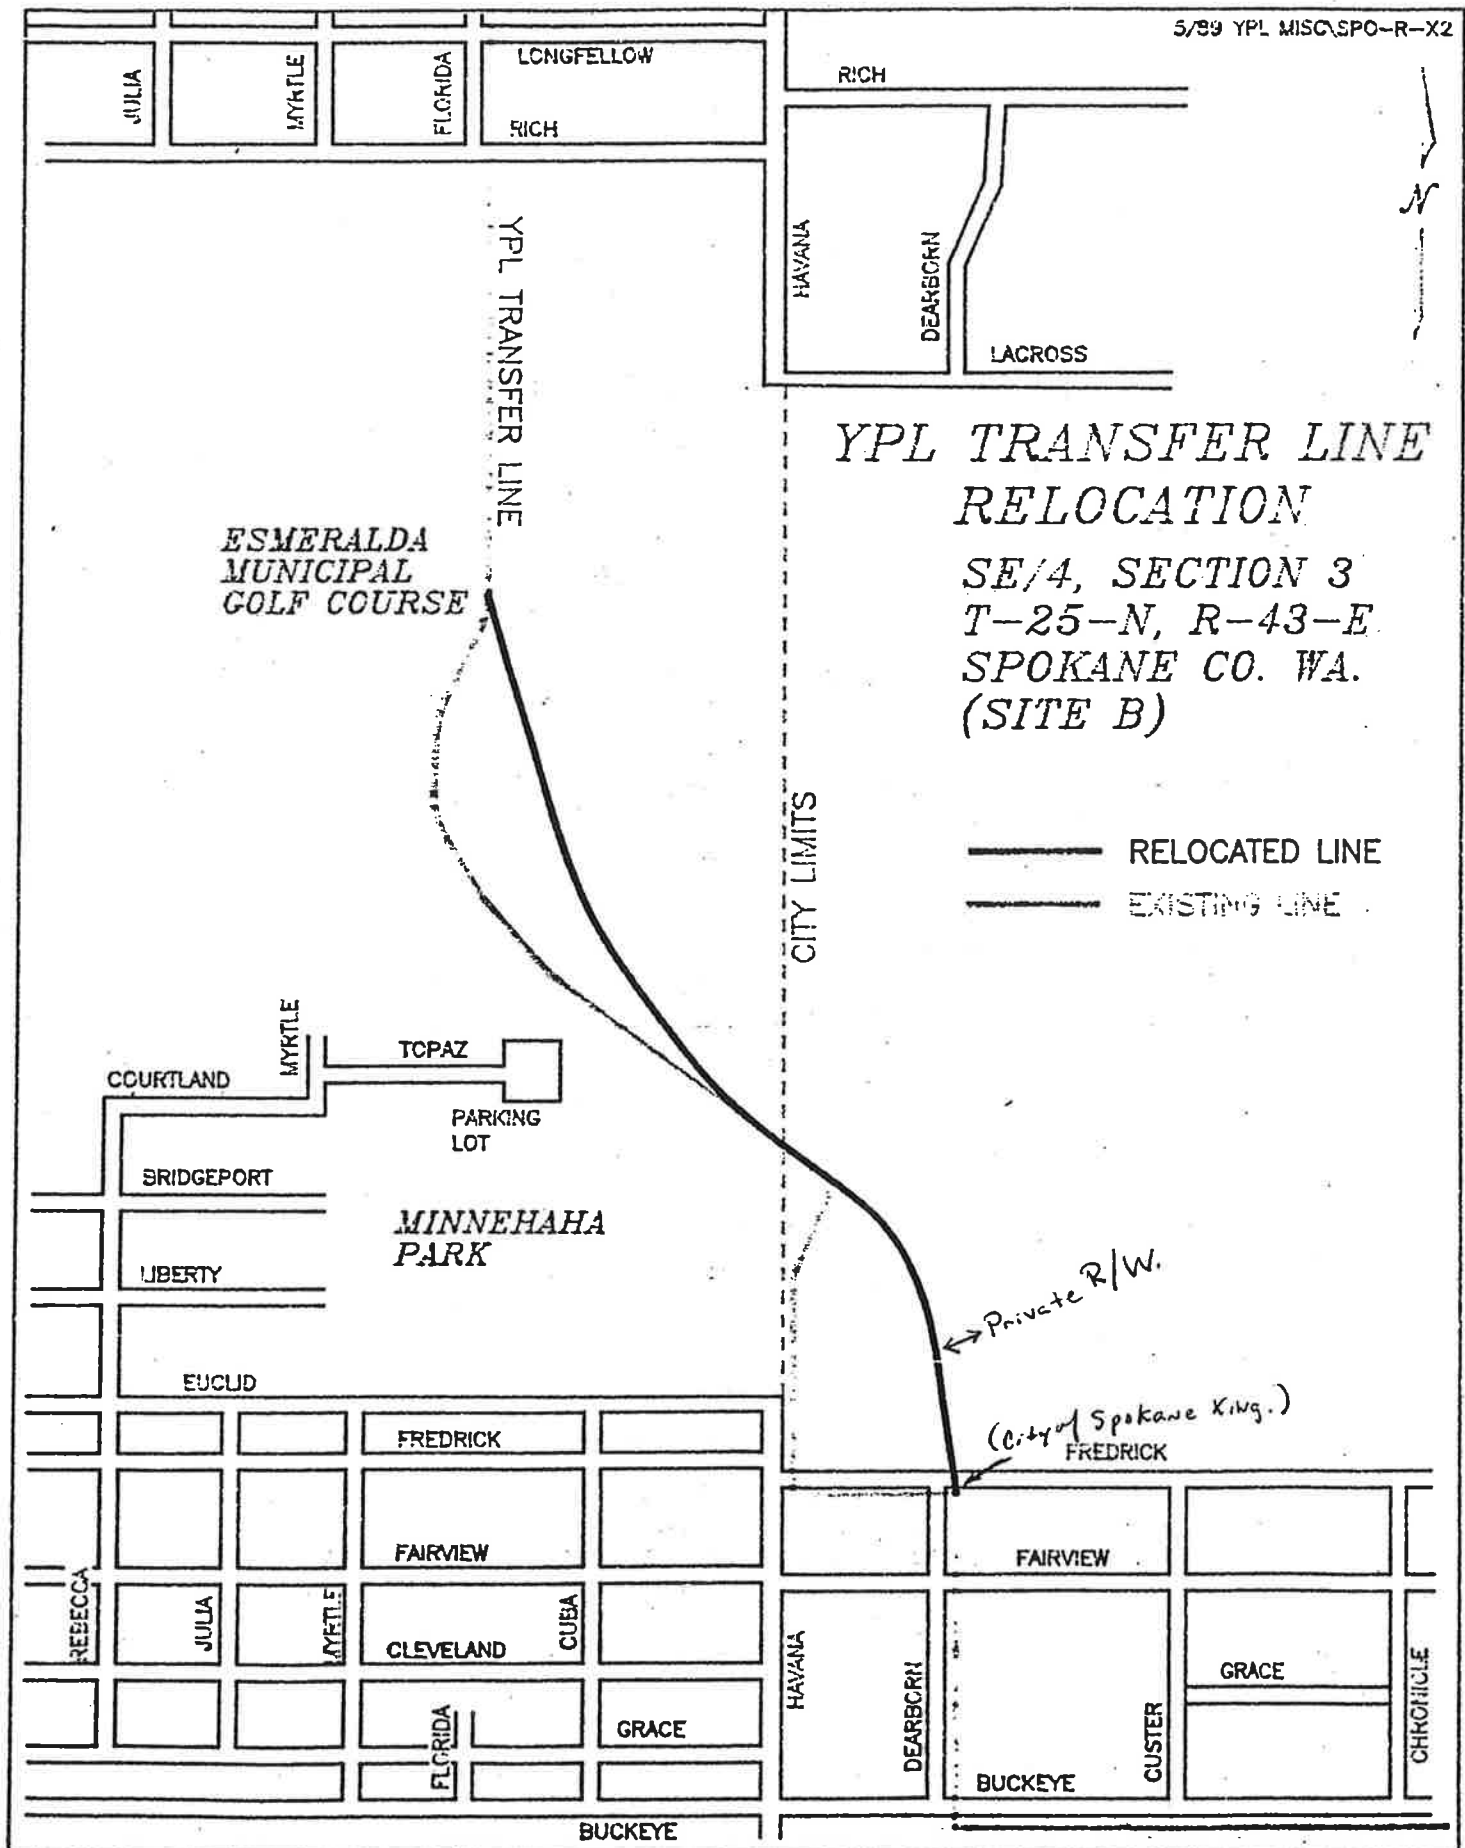 5/89 YPL MISC\SPO-R-X2
LONGFELLOW
RICH
JULIA
MYRTLE
FLORIDA
RICH
N
HAVANA
DEARBORN
LACROSS
YPL TRANSFER LINE
YPL TRANSFER LINE
RELOCATION
SE/4, SECTION 3
T-25-N, R-43-E
SPOKANE CO. WA.
(SITE B)
ESMERALDA
MUNICIPAL
GOLF COURSE
CITY LIMITS
RELOCATED LINE
EXISTING LINE
MYRTLE
TOPAZ
COURTLAND
PARKING
LOT
BRIDGEPORT
MINNEHAHA
PARK
LIBERTY
Private R/W.
EUCLID
(City of Spokane Xing.)
FREDRICK
FREDRICK
FAIRVIEW
FAIRVIEW
REBECA
JULIA
MYRTLE
CUBA
CLEVELAND
HAVANA
DEARBORN
CUSTER
GRACE
CHRONICLE
FLORIDA
GRACE
BUCKEYE
BUCKEYE